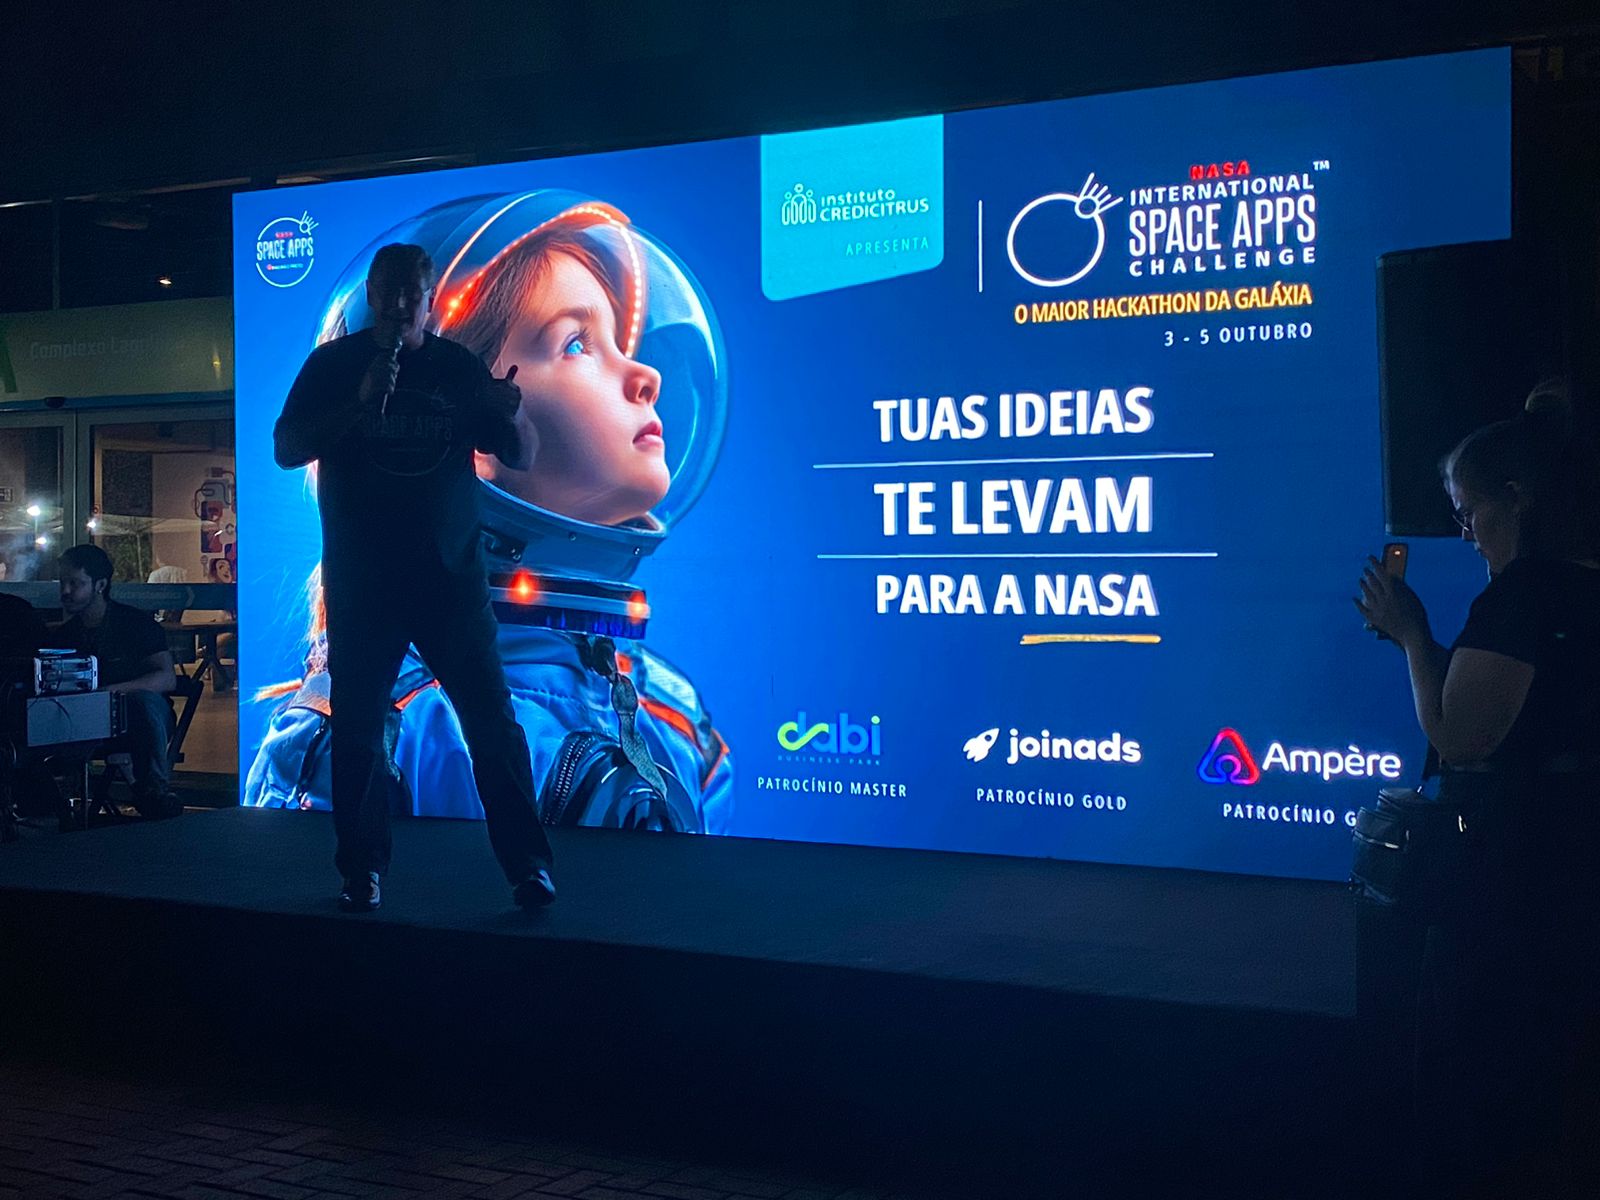 instituto
CREDICITRUS
APRESENTA
NASA
INTERNATIONAL
SPACE APPS
CHALLENGE
TM
O MAIOR HACKATHON DA GALÁXIA
3 - 5 OUTUBRO
NASA
SPACE APPS
TUAS IDEIAS
TE LEVAM
PARA A NASA
dabi
BUSINESS PARK
PATROCÍNIO MASTER
joinads
PATROCÍNIO GOLD
Ampère
PATROCÍNIO G
SPACE APPS
Complexo